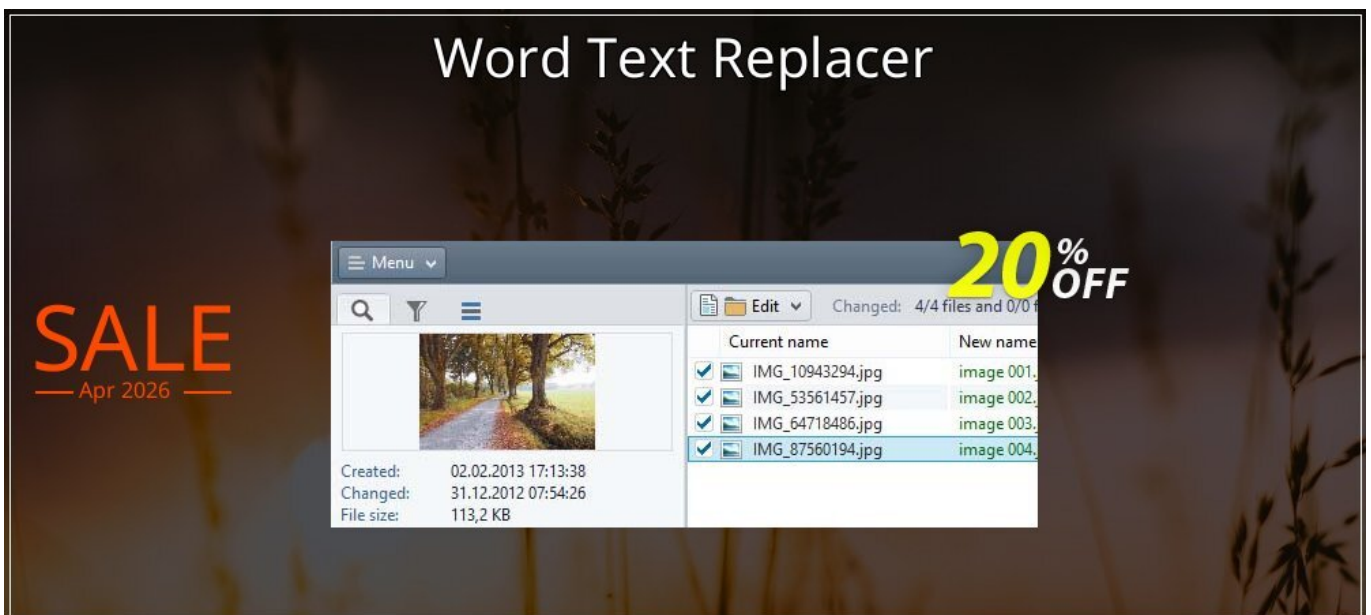 Word Text Replacer
20%
OFF
SALE
Apr 2026
Menu
Edit
Changed: 4/4 files and 0/0 f
Current name New name
IMG_10943294.jpg image 001.
IMG_53561457.jpg image 002.
IMG_64718486.jpg image 003.
IMG_87560194.jpg image 004.
Created: 02.02.2013 17:13:38
Changed: 31.12.2012 07:54:26
File size: 113,2 KB